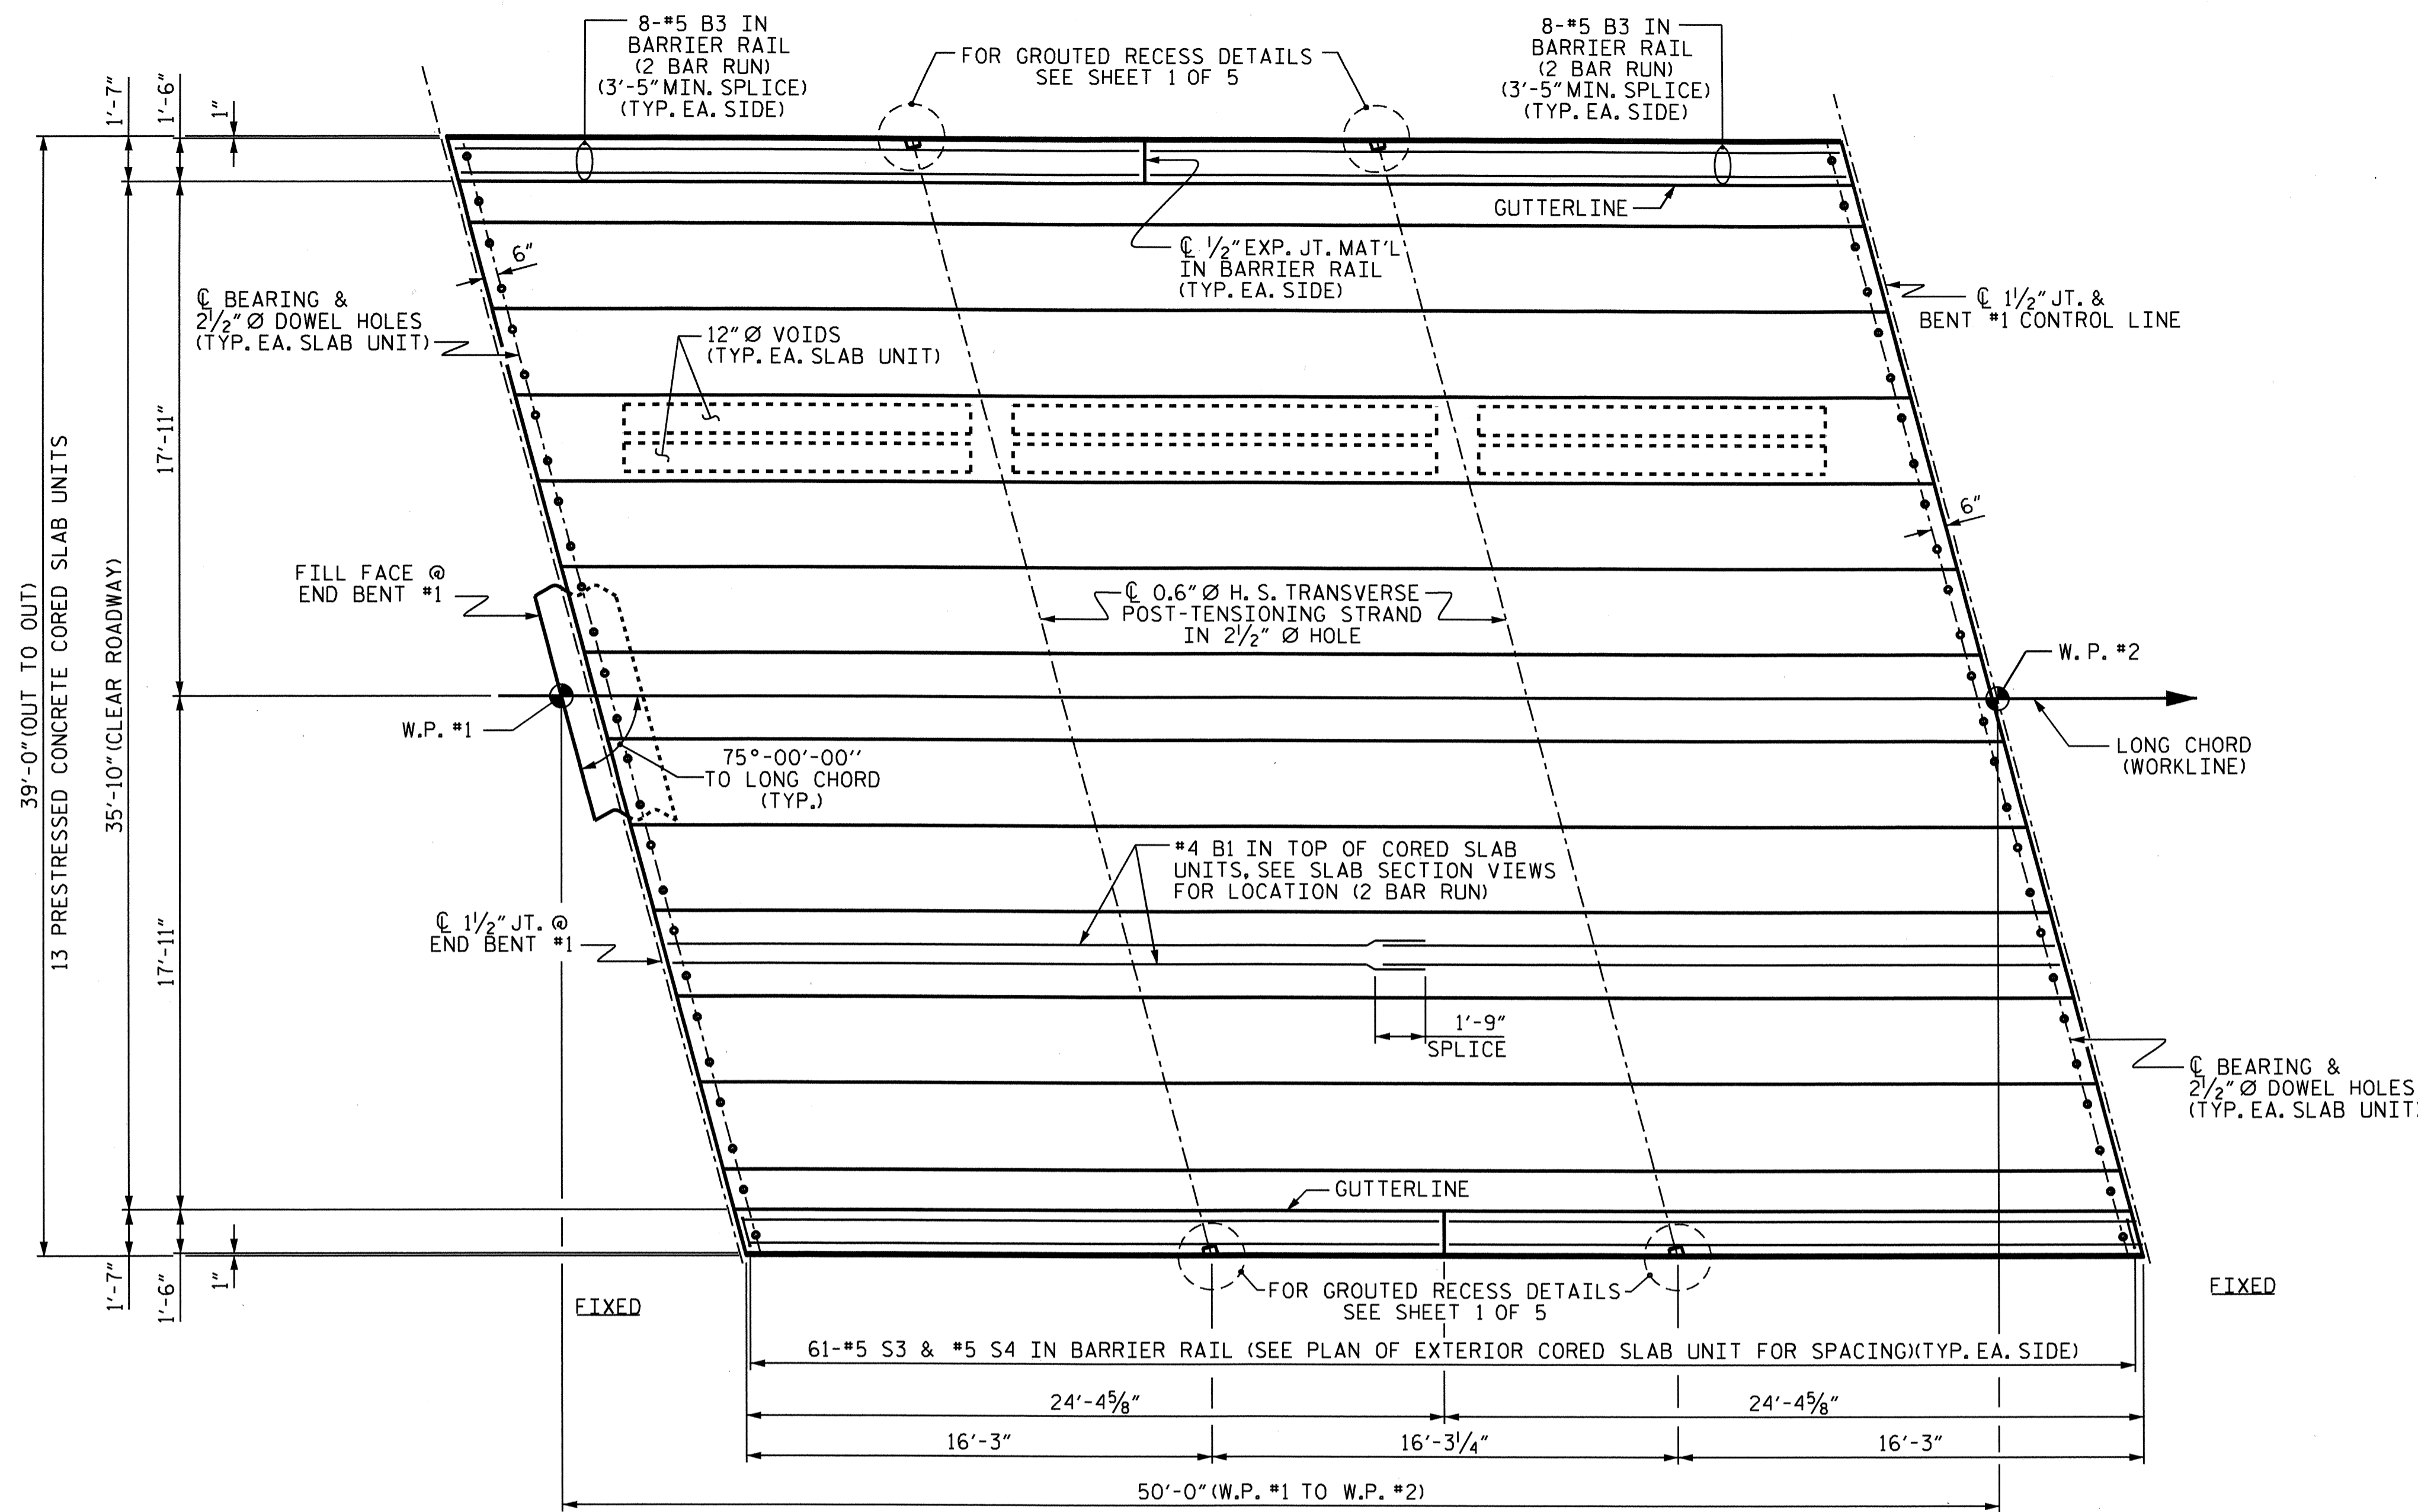 8-#5 B3 IN
BARRIER RAIL
(2 BAR RUN)
(3'-5" MIN. SPLICE)
(TYP. EA. SIDE)
FOR GROUTED RECESS DETAILS
SEE SHEET 1 OF 5
8-#5 B3 IN
BARRIER RAIL
(2 BAR RUN)
(3'-5" MIN. SPLICE)
(TYP. EA. SIDE)
1'-7"
1'-6"
1"
GUTTERLINE
6"
℄ 1/2" EXP. JT. MAT'L
IN BARRIER RAIL
(TYP. EA. SIDE)
℄ BEARING &
2 1/2" Ø DOWEL HOLES
(TYP. EA. SLAB UNIT)
℄ 1 1/2" JT. &
BENT #1 CONTROL LINE
12" Ø VOIDS
(TYP. EA. SLAB UNIT)
17'-11"
39'-0" (OUT TO OUT)
13 PRESTRESSED CONCRETE CORED SLAB UNITS
35'-10" (CLEAR ROADWAY)
6"
FILL FACE @
END BENT #1
℄ 0.6" Ø H. S. TRANSVERSE
POST-TENSIONING STRAND
IN 2 1/2" Ø HOLE
W.P. #2
W.P. #1
75°-00'-00''
TO LONG CHORD
(TYP.)
LONG CHORD
(WORKLINE)
#4 B1 IN TOP OF CORED SLAB
UNITS, SEE SLAB SECTION VIEWS
FOR LOCATION (2 BAR RUN)
℄ 1 1/2" JT. @
END BENT #1
17'-11"
1'-9"
SPLICE
℄ BEARING &
2 1/2" Ø DOWEL HOLES
(TYP. EA. SLAB UNIT)
GUTTERLINE
1'-7"
1'-6"
1"
FIXED
FOR GROUTED RECESS DETAILS
SEE SHEET 1 OF 5
FIXED
61-#5 S3 & #5 S4 IN BARRIER RAIL (SEE PLAN OF EXTERIOR CORED SLAB UNIT FOR SPACING)(TYP. EA. SIDE)
24'-4 5/8"
24'-4 5/8"
16'-3"
16'-3 1/4"
16'-3"
50'-0" (W.P. #1 TO W.P. #2)